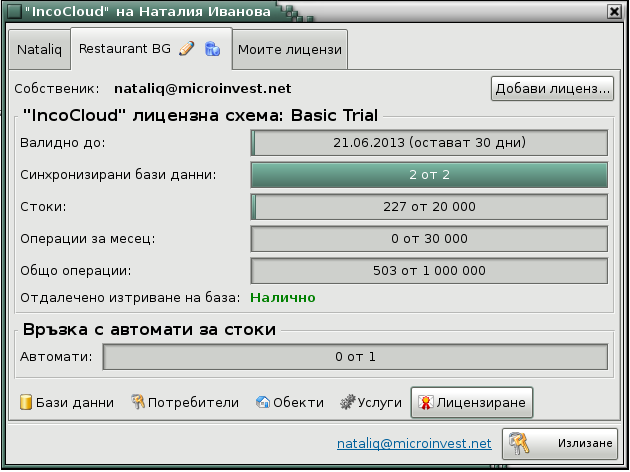 "IncoCloud" на Наталия Иванова
Nataliq Restaurant BG Моите лицензи
Собственик: nataliq@microinvest.net Добави лиценз...
"IncoCloud" лицензна схема: Basic Trial
Валидно до: 21.06.2013 (остават 30 дни)
Синхронизирани бази данни: 2 от 2
Стоки: 227 от 20 000
Операции за месец: 0 от 30 000
Общо операции: 503 от 1 000 000
Отдалечено изтриване на база: Налично
Връзка с автомати за стоки
Автомати: 0 от 1
Бази данни Потребители Обекти Услуги Лицензиране
nataliq@microinvest.net Излизане